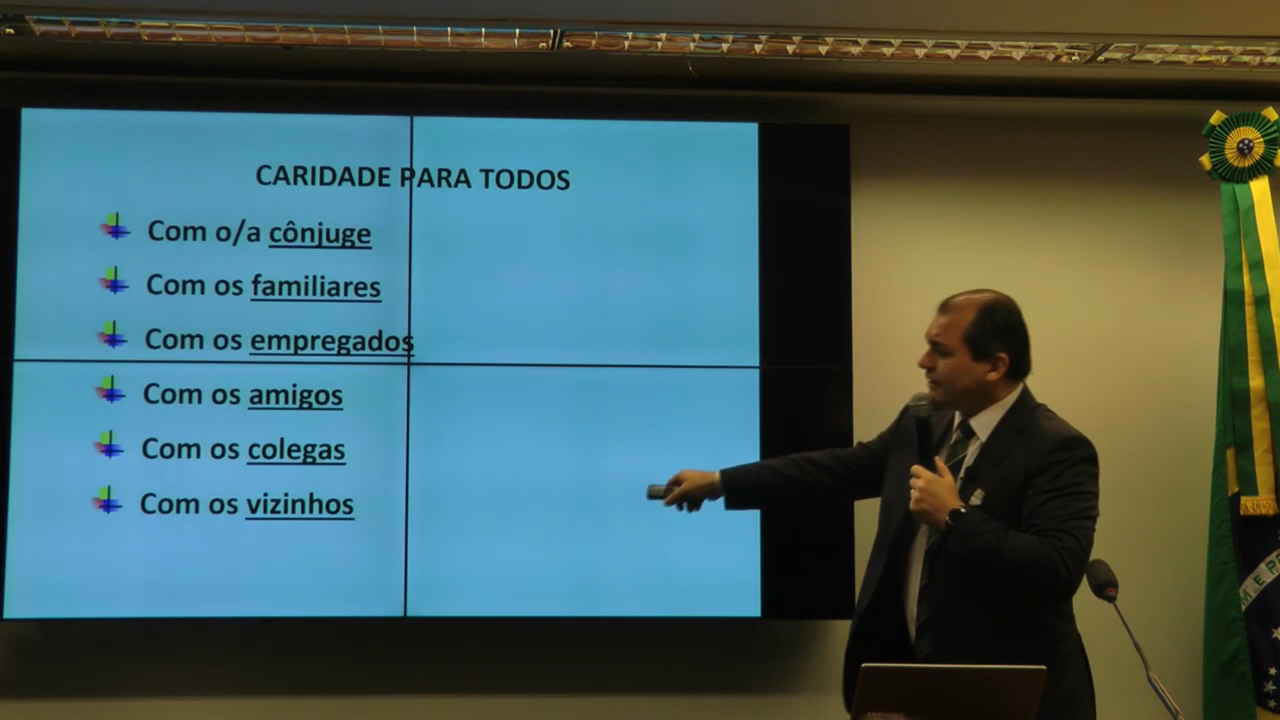 CARIDADE PARA TODOS
Com o/a cônjuge
Com os familiares
Com os empregados
Com os amigos
Com os colegas
Com os vizinhos